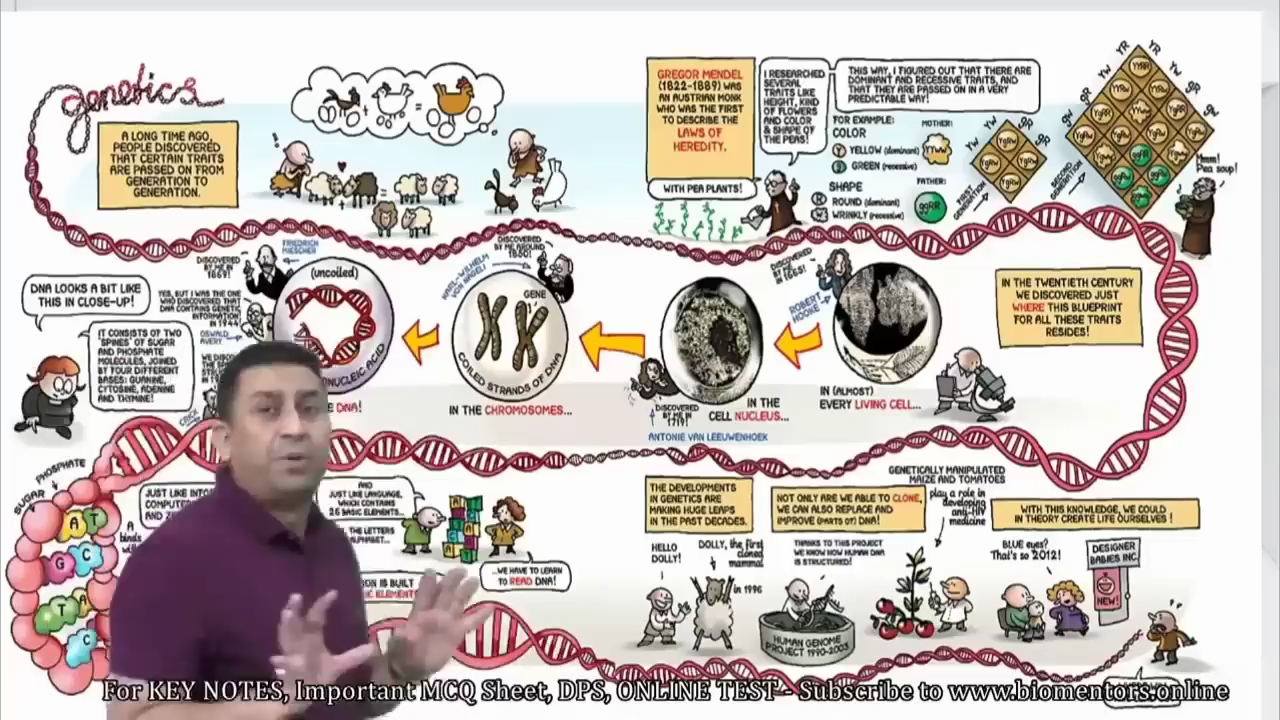 genetics
A LONG TIME AGO,
PEOPLE DISCOVERED
THAT CERTAIN TRAITS
ARE PASSED ON FROM
GENERATION TO
GENERATION.
GREGOR MENDEL
(1822-1889) WAS
AN AUSTRIAN MONK
WHO WAS THE FIRST
TO DESCRIBE THE
LAWS OF
HEREDITY.
WITH PEA PLANTS!
I RESEARCHED
SEVERAL
TRAITS LIKE
HEIGHT, KIND
OF FLOWERS
AND COLOR
& SHAPE OF
THE PEAS!
THIS WAY, I FIGURED OUT THAT THERE ARE
DOMINANT AND RECESSIVE TRAITS, AND
THAT THEY ARE PASSED ON IN A VERY
PREDICTABLE WAY!
FOR EXAMPLE:
COLOR
Y YELLOW (dominant)
g GREEN (recessive)
SHAPE
R ROUND (dominant)
W WRINKLY (recessive)
MOTHER:
YYww
FATHER:
ggRR
FIRST
GENERATION
SECOND
GENERATION
Mmm!
Pea soup!
DNA LOOKS A BIT LIKE
THIS IN CLOSE-UP!
IT CONSISTS OF TWO
'SPINES' OF SUGAR
AND PHOSPHATE
MOLECULES, JOINED
BY FOUR DIFFERENT
BASES: GUANINE,
CYTOSINE, ADENINE
AND THYMINE!
DISCOVERED
BY ME IN
1869!
FRIEDRICH
MIESCHER
YES, BUT I WAS THE ONE
WHO DISCOVERED THAT
DNA CONTAINS GENETIC
INFORMATION
IN 1944
OSWALD
AVERY
(uncoiled)
DNA!
DISCOVERED
BY ME AROUND
1850!
GENE
COILED STRANDS OF DNA
IN THE CHROMOSOMES...
DISCOVERED
BY ME IN
1719!
ANTONIE VAN LEEUWENHOEK
IN THE
CELL NUCLEUS...
DISCOVERED
BY ME
IN 1665!
ROBERT
HOOKE
IN (ALMOST)
EVERY LIVING CELL...
IN THE TWENTIETH CENTURY
WE DISCOVERED JUST
WHERE THIS BLUEPRINT
FOR ALL THESE TRAITS
RESIDES!
CRICK
PHOSPHATE
SUGAR
A T
G C
T A
C
AND
JUST LIKE LANGUAGE,
WHICH CONTAINS
26 BASIC ELEMENTS...
THE LETTERS
...WE HAVE TO LEARN
TO READ DNA!
IS BUILT
THE DEVELOPMENTS
IN GENETICS ARE
MAKING HUGE LEAPS
IN THE PAST DECADES.
NOT ONLY ARE WE ABLE TO CLONE,
WE CAN ALSO REPLACE AND
IMPROVE (PARTS OF) DNA!
GENETICALLY MANIPULATED
MAIZE AND TOMATOES
play a role in
developing
anti-HIV
medicine
WITH THIS KNOWLEDGE, WE COULD
IN THEORY CREATE LIFE OURSELVES!
HELLO
DOLLY!
DOLLY, the first
cloned
mammal
in 1996
THANKS TO THIS PROJECT
WE KNOW HOW HUMAN DNA
IS STRUCTURED!
HUMAN GENOME
PROJECT 1990-2003
BLUE eyes?
That's so 2012!
DESIGNER
BABIES INC.
NEW!
For KEY NOTES, Important MCQ Sheet, DPS, ONLINE TEST - Subscribe to www.biomentors.online